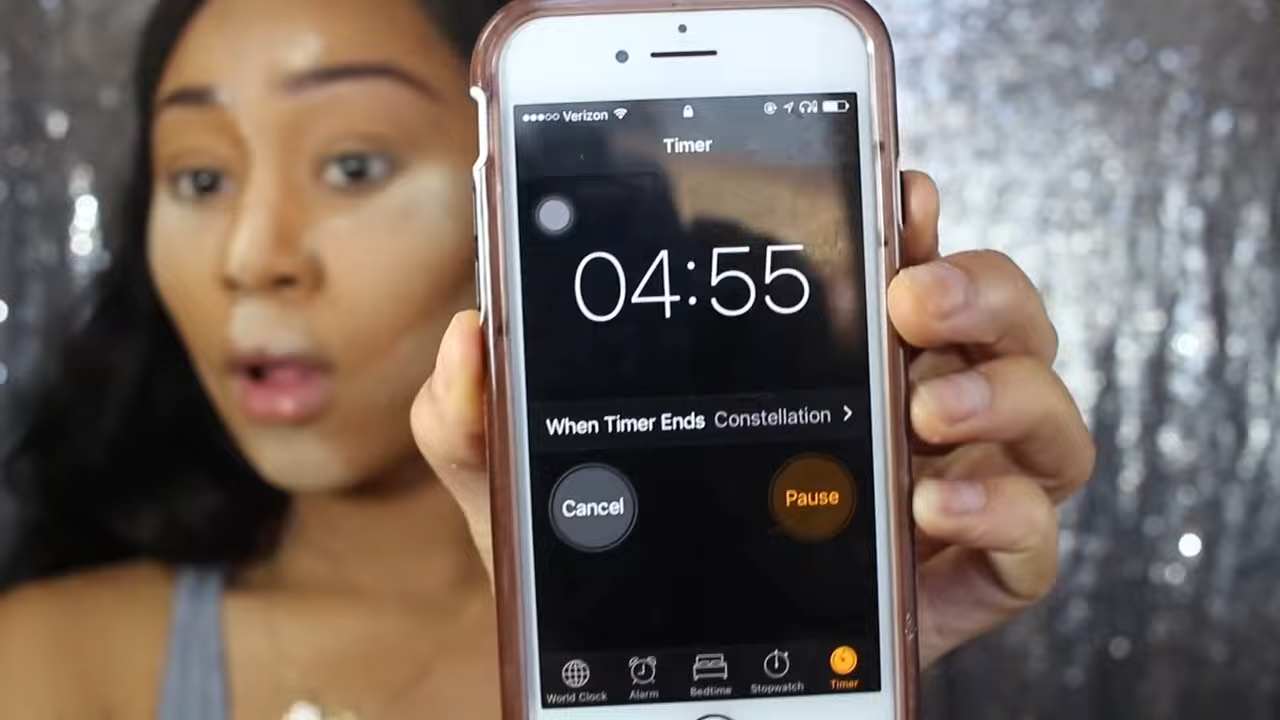 Verizon
Timer
04:55
When Timer Ends Constellation
Cancel
Pause
World Clock
Alarm
Bedtime
Stopwatch
Timer